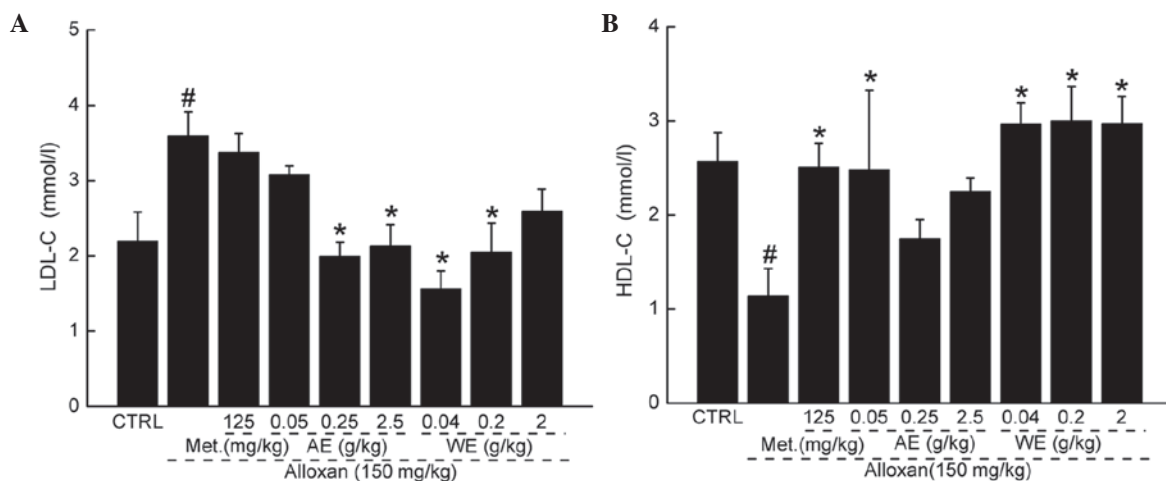 A
5
4
3
2
1
0
LDL-C (mmol/l)
#
*
*
*
*
CTRL 125 0.05 0.25 2.5 0.04 0.2 2
Met.(mg/kg) AE (g/kg) WE (g/kg)
Alloxan (150 mg/kg)
B
4
3
2
1
0
HDL-C (mmol/l)
#
*
*
*
*
*
CTRL 125 0.05 0.25 2.5 0.04 0.2 2
Met.(mg/kg) AE (g/kg) WE (g/kg)
Alloxan(150 mg/kg)